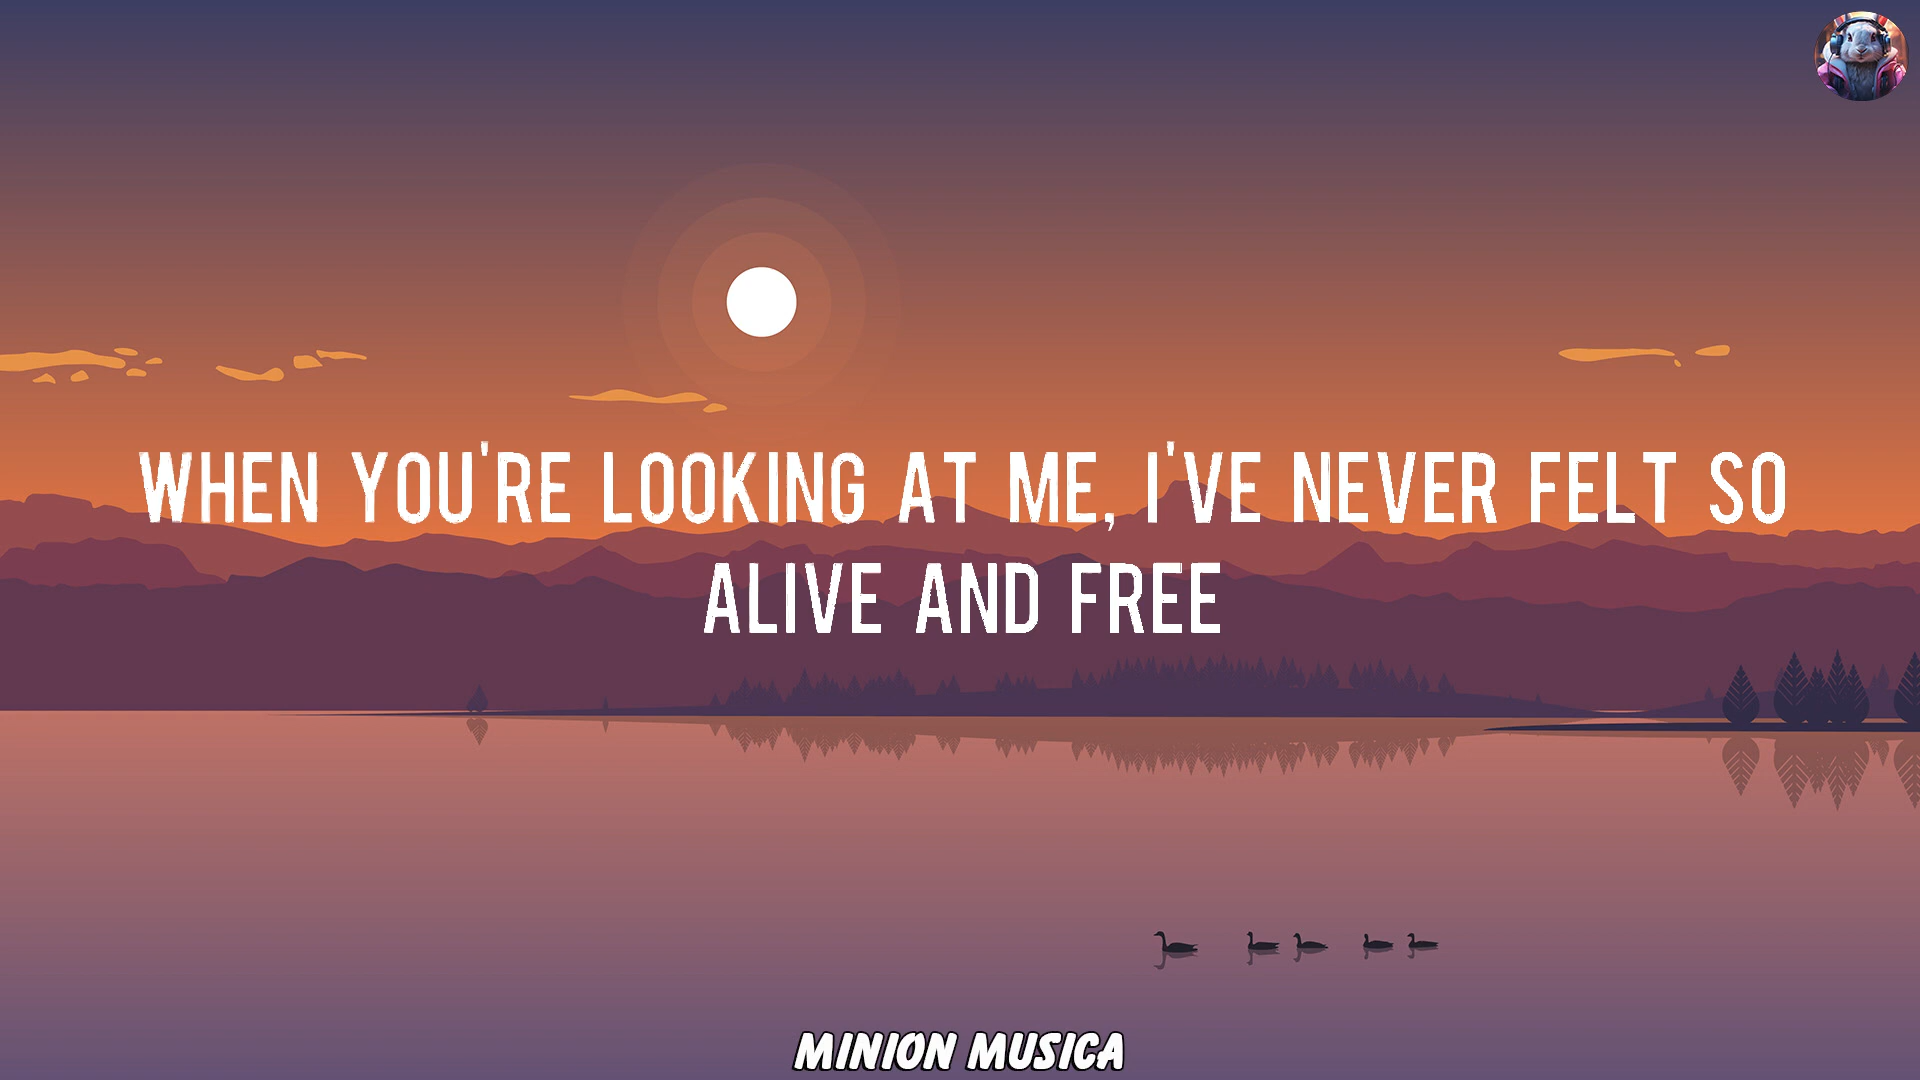 WHEN YOU'RE LOOKING AT ME, I'VE NEVER FELT SO
ALIVE AND FREE
MINION MUSICA